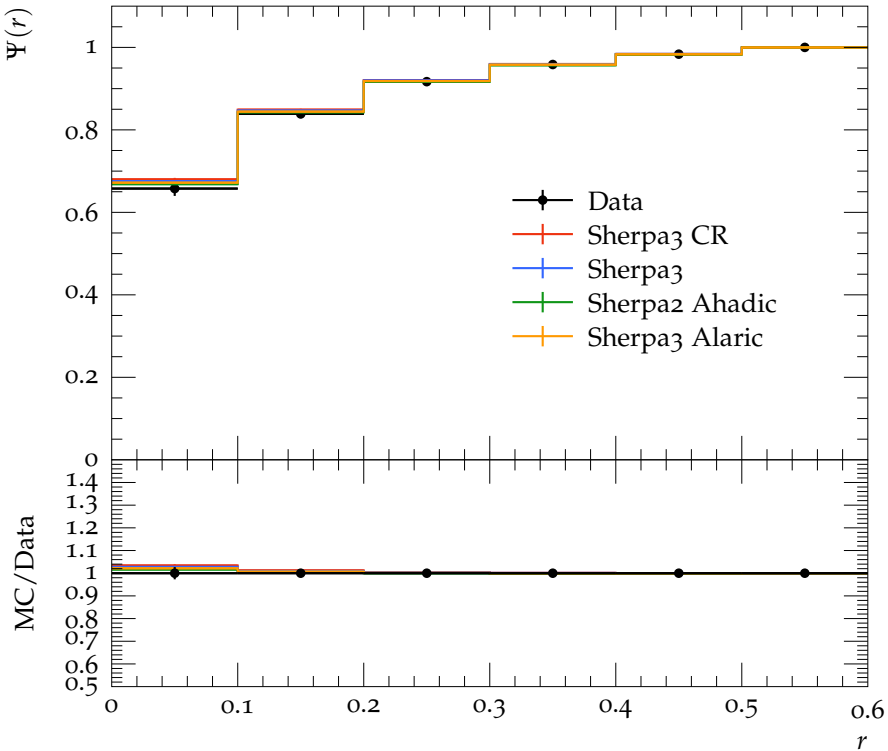 Ψ(r)
1
0.8
0.6
0.4
0.2
0
Data
Sherpa3 CR
Sherpa3
Sherpa2 Ahadic
Sherpa3 Alaric
MC/Data
1.4
1.3
1.2
1.1
1
0.9
0.8
0.7
0.6
0.5
0 0.1 0.2 0.3 0.4 0.5 0.6
r